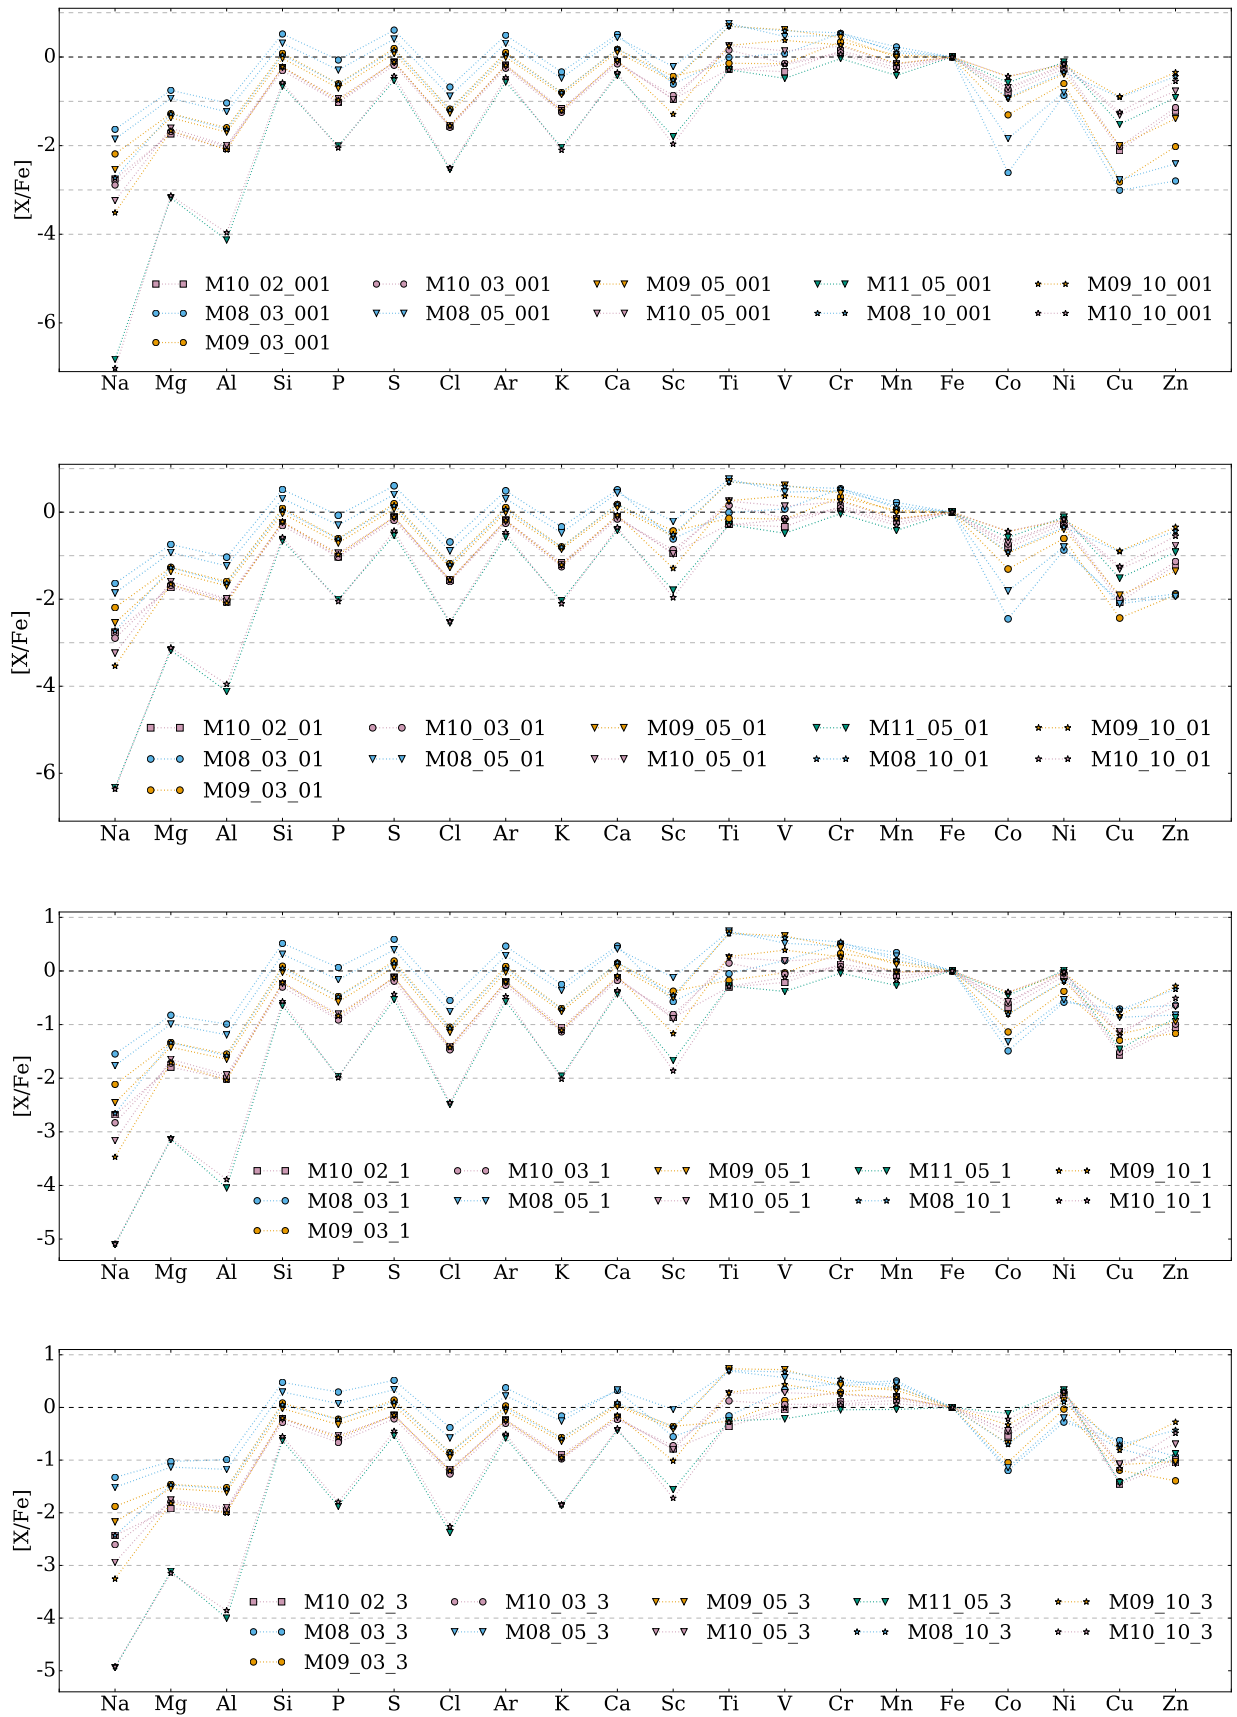 0
-2
-4
-6
[X/Fe]
M10_02_001 M10_03_001 M09_05_001 M11_05_001 M09_10_001
M08_03_001 M08_05_001 M10_05_001 M08_10_001 M10_10_001
M09_03_001
Na Mg Al Si P S Cl Ar K Ca Sc Ti V Cr Mn Fe Co Ni Cu Zn
0
-2
-4
-6
[X/Fe]
M10_02_01 M10_03_01 M09_05_01 M11_05_01 M09_10_01
M08_03_01 M08_05_01 M10_05_01 M08_10_01 M10_10_01
M09_03_01
Na Mg Al Si P S Cl Ar K Ca Sc Ti V Cr Mn Fe Co Ni Cu Zn
1
0
-1
-2
-3
-4
-5
[X/Fe]
M10_02_1 M10_03_1 M09_05_1 M11_05_1 M09_10_1
M08_03_1 M08_05_1 M10_05_1 M08_10_1 M10_10_1
M09_03_1
Na Mg Al Si P S Cl Ar K Ca Sc Ti V Cr Mn Fe Co Ni Cu Zn
1
0
-1
-2
-3
-4
-5
[X/Fe]
M10_02_3 M10_03_3 M09_05_3 M11_05_3 M09_10_3
M08_03_3 M08_05_3 M10_05_3 M08_10_3 M10_10_3
M09_03_3
Na Mg Al Si P S Cl Ar K Ca Sc Ti V Cr Mn Fe Co Ni Cu Zn